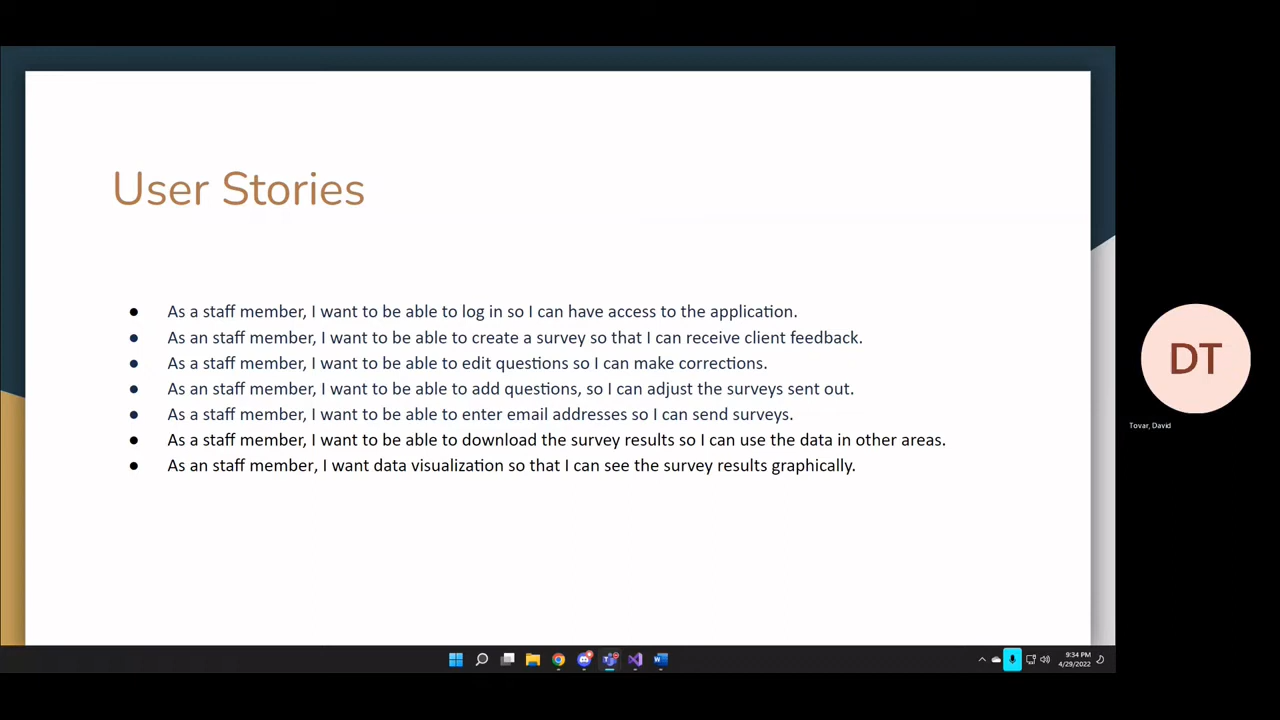 User Stories
● As a staff member, I want to be able to log in so I can have access to the application.
● As an staff member, I want to be able to create a survey so that I can receive client feedback.
● As a staff member, I want to be able to edit questions so I can make corrections.
● As an staff member, I want to be able to add questions, so I can adjust the surveys sent out.
● As a staff member, I want to be able to enter email addresses so I can send surveys.
● As a staff member, I want to be able to download the survey results so I can use the data in other areas.
● As an staff member, I want data visualization so that I can see the survey results graphically.
DT
Tovar, David
9:34 PM
4/29/2022